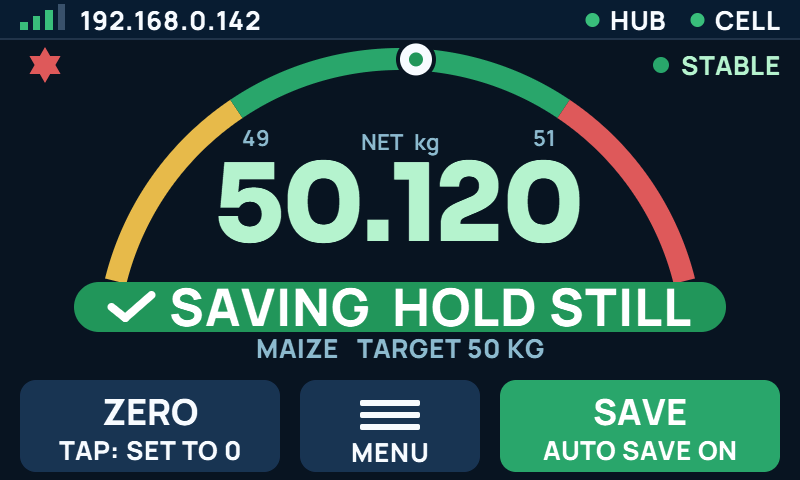 192.168.0.142
HUB CELL
STABLE
49 NET kg 51
50.120
SAVING HOLD STILL
MAIZE TARGET 50 KG
ZERO
TAP: SET TO 0
MENU
SAVE
AUTO SAVE ON